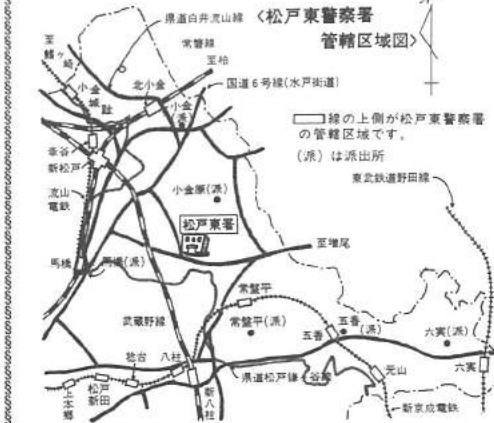 〈松戸東警察署
管轄区域図〉
県道白井流山線
常磐線
至柏
至鰭ヶ崎
国道6号線(水戸街道)
小金城趾
北小金
小金(派)
線の上側が松戸東警察署
の管轄区域です。
(派)は派出所
東武鉄道野田線
幸谷
新松戸
流山電鉄
小金原(派)
松戸東署
至増尾
馬橋
馬橋(派)
常盤平
武蔵野線
常盤平(派)
五香
五香(派)
六実(派)
稔台
八柱
六実
上本郷
松戸新田
新八柱
県道松戸鎌ヶ谷線
元山
新京成電鉄